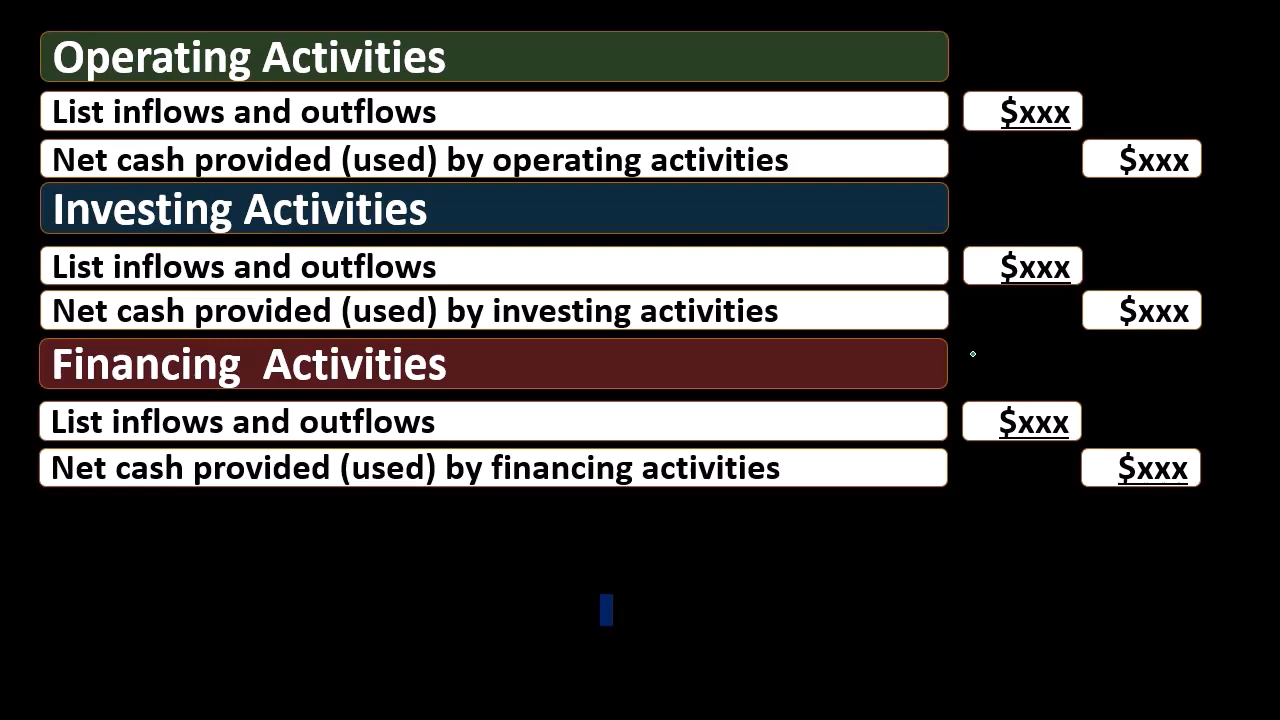 Operating Activities
List inflows and outflows $xxx
Net cash provided (used) by operating activities $xxx
Investing Activities
List inflows and outflows $xxx
Net cash provided (used) by investing activities $xxx
Financing  Activities
List inflows and outflows $xxx
Net cash provided (used) by financing activities $xxx